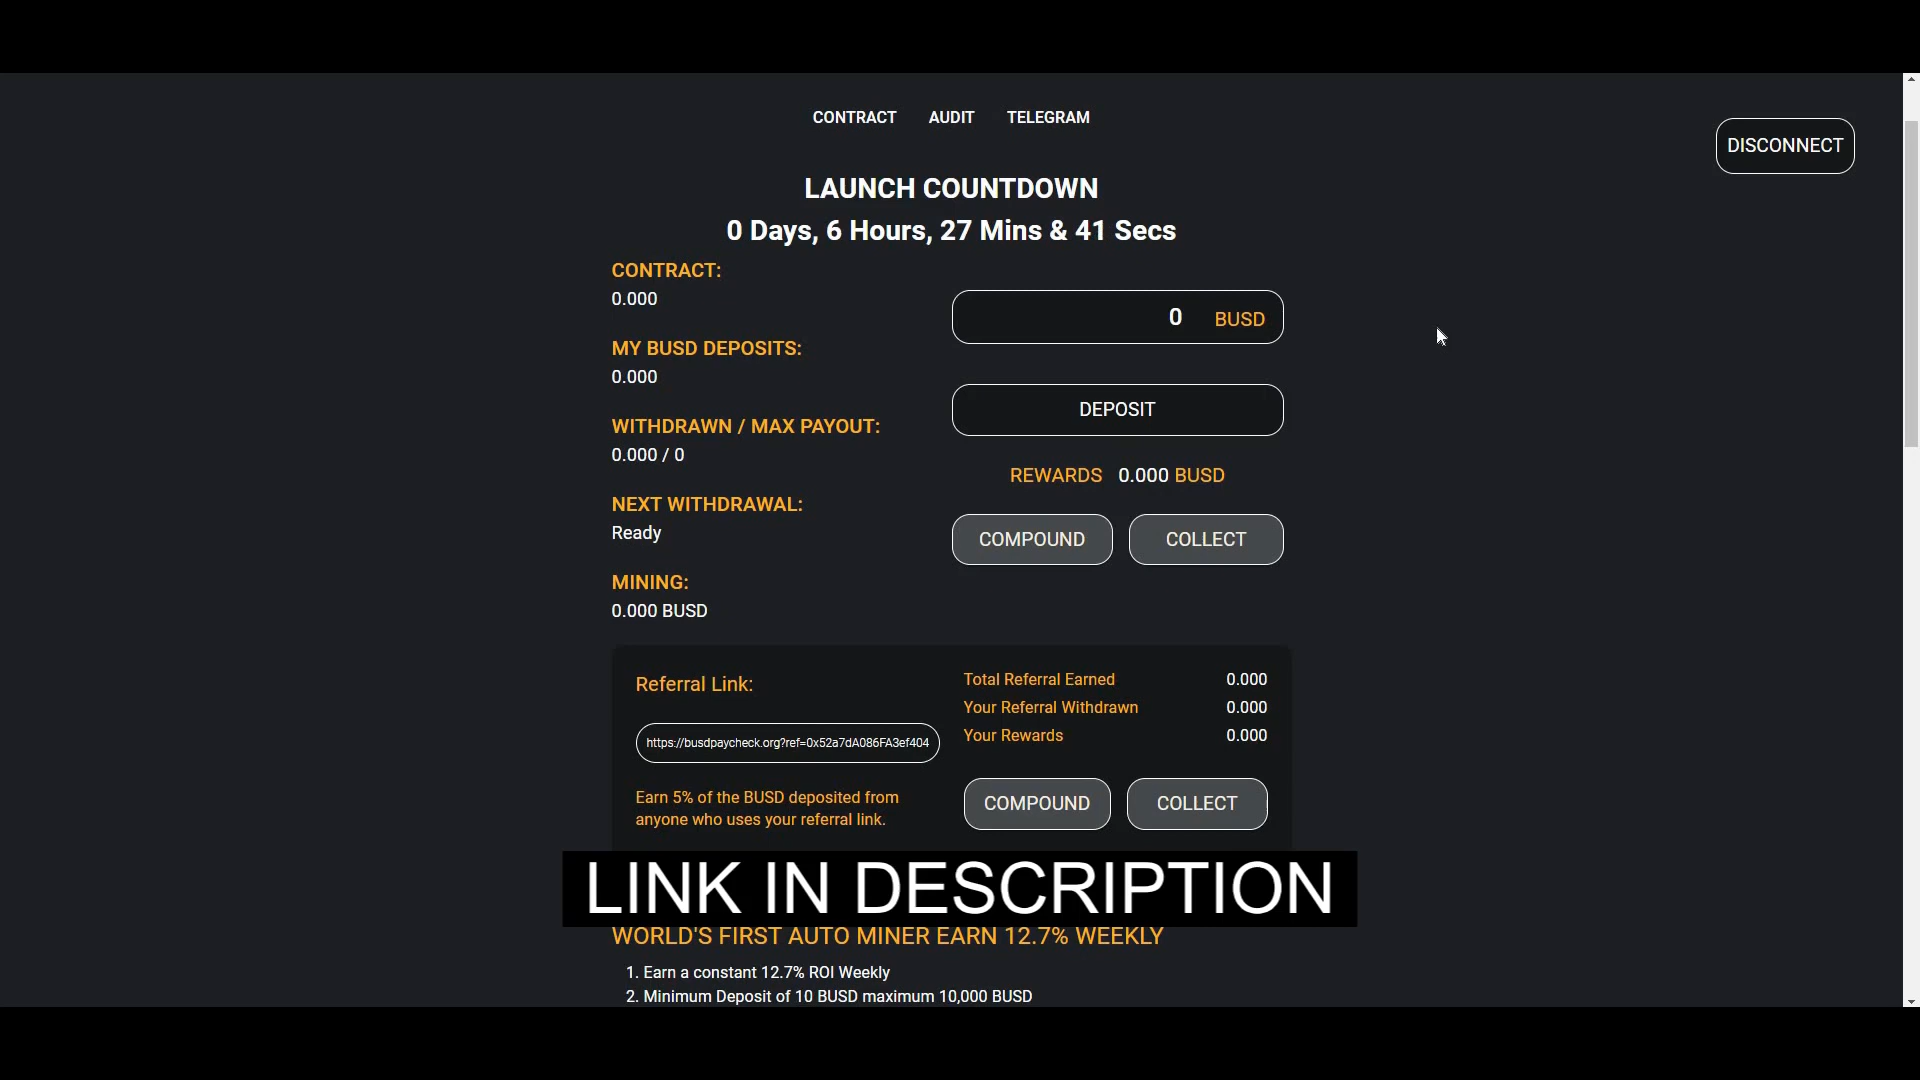 CONTRACT AUDIT TELEGRAM
DISCONNECT
LAUNCH COUNTDOWN
0 Days, 6 Hours, 27 Mins & 41 Secs
CONTRACT:
0.000
MY BUSD DEPOSITS:
0.000
WITHDRAWN / MAX PAYOUT:
0.000 / 0
NEXT WITHDRAWAL:
Ready
MINING:
0.000 BUSD
0 BUSD
DEPOSIT
REWARDS 0.000 BUSD
COMPOUND COLLECT
Referral Link:
https://busdpaycheck.org?ref=0x52a7dA086FA3ef404
Earn 5% of the BUSD deposited from
anyone who uses your referral link.
Total Referral Earned 0.000
Your Referral Withdrawn 0.000
Your Rewards 0.000
COMPOUND COLLECT
LINK IN DESCRIPTION
WORLD'S FIRST AUTO MINER EARN 12.7% WEEKLY
1. Earn a constant 12.7% ROI Weekly
2. Minimum Deposit of 10 BUSD maximum 10,000 BUSD